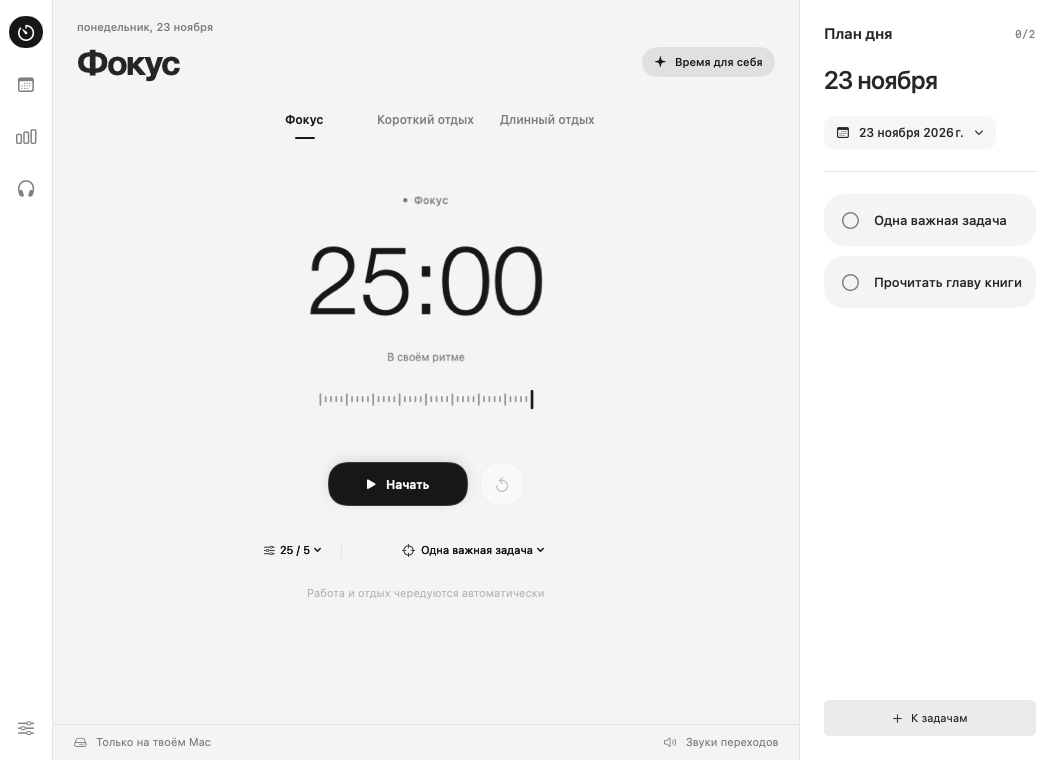 понедельник, 23 ноября
Фокус
Время для себя
Фокус
Короткий отдых
Длинный отдых
Фокус
25:00
В своём ритме
Начать
25 / 5
Одна важная задача
Работа и отдых чередуются автоматически
Только на твоём Mac
Звуки переходов
План дня
0/2
23 ноября
23 ноября 2026 г.
Одна важная задача
Прочитать главу книги
К задачам